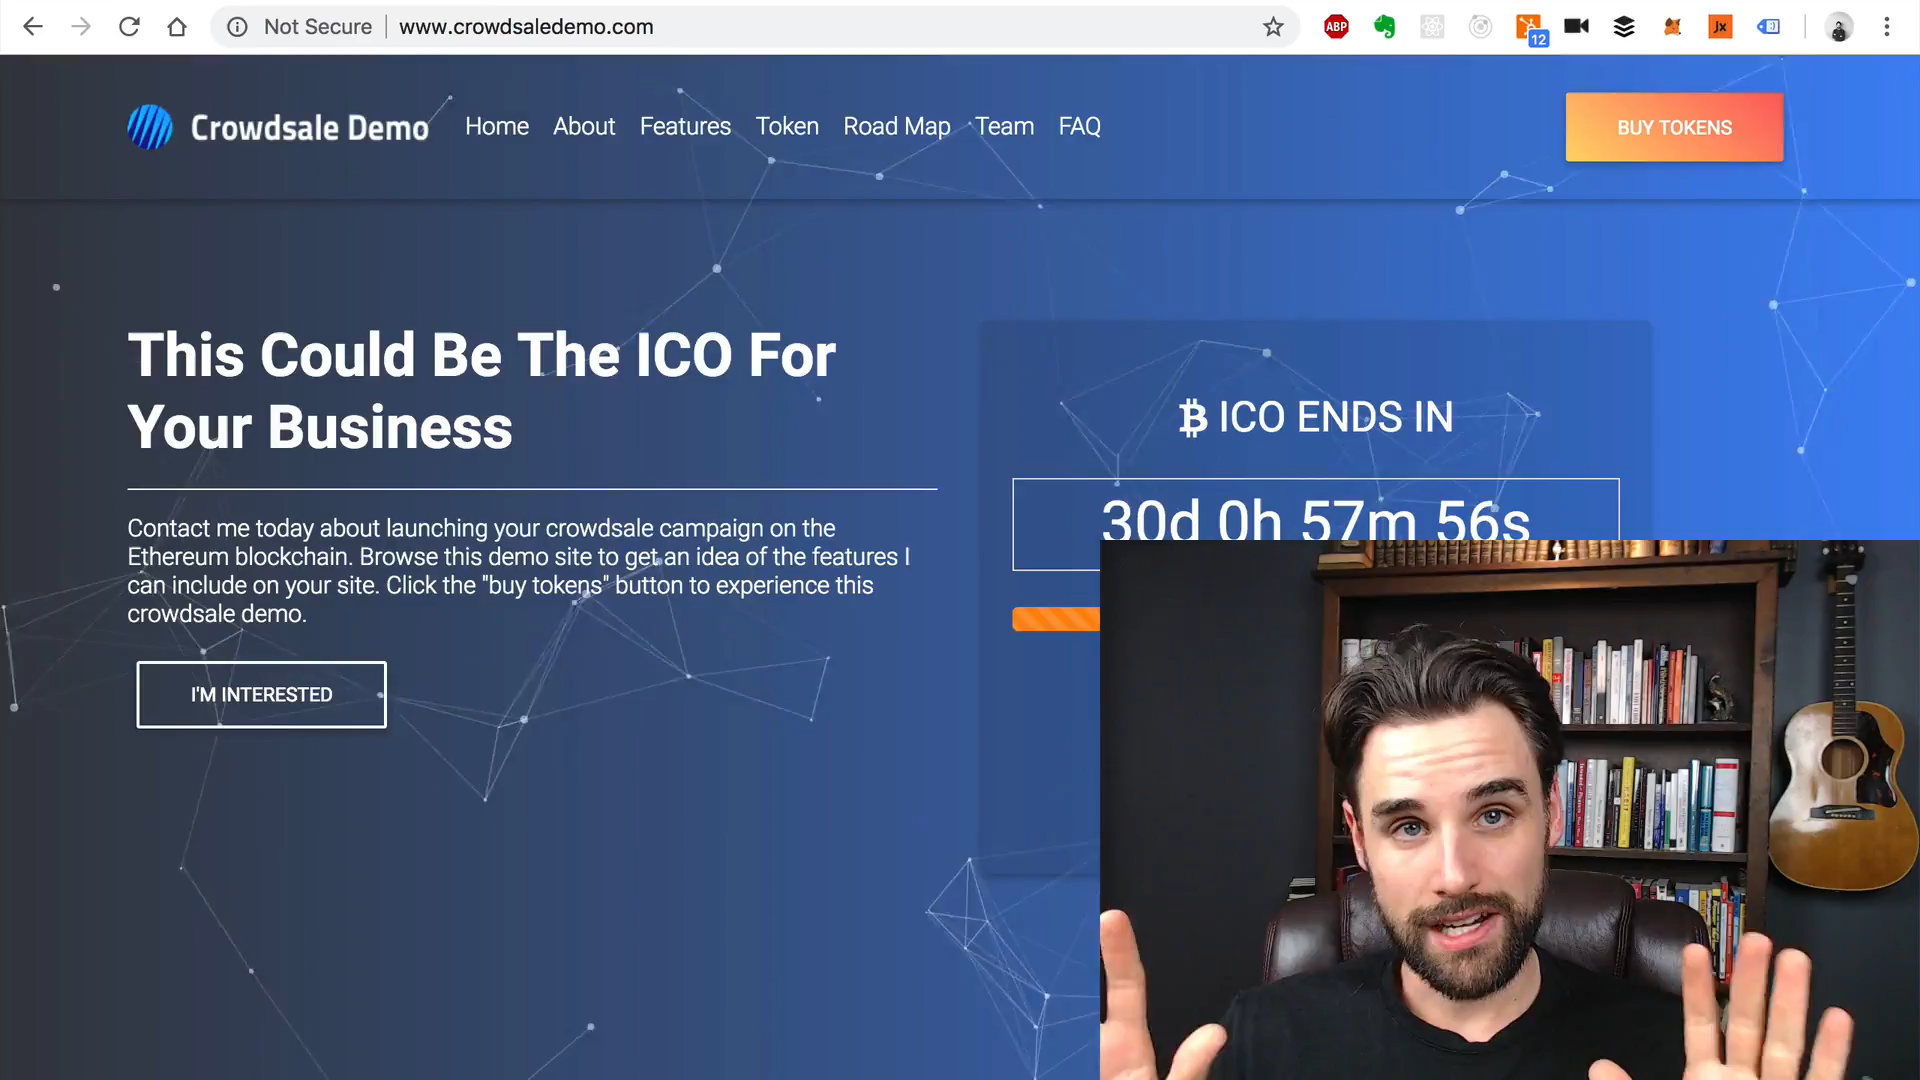 Not Secure
www.crowdsaledemo.com
ABP
12
Jx
Crowdsale Demo
Home
About
Features
Token
Road Map
Team
FAQ
BUY TOKENS
This Could Be The ICO For
Your Business
Contact me today about launching your crowdsale campaign on the
Ethereum blockchain. Browse this demo site to get an idea of the features I
can include on your site. Click the "buy tokens" button to experience this
crowdsale demo.
I'M INTERESTED
ICO ENDS IN
30d 0h 57m 56s